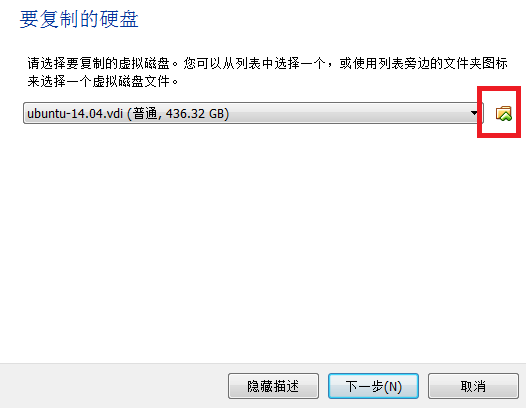 要复制的硬盘
请选择要复制的虚拟磁盘。您可以从列表中选择一个，或使用列表旁边的文件夹图标
来选择一个虚拟磁盘文件。
ubuntu-14.04.vdi (普通, 436.32 GB)
隐藏描述
下一步(N)
取消